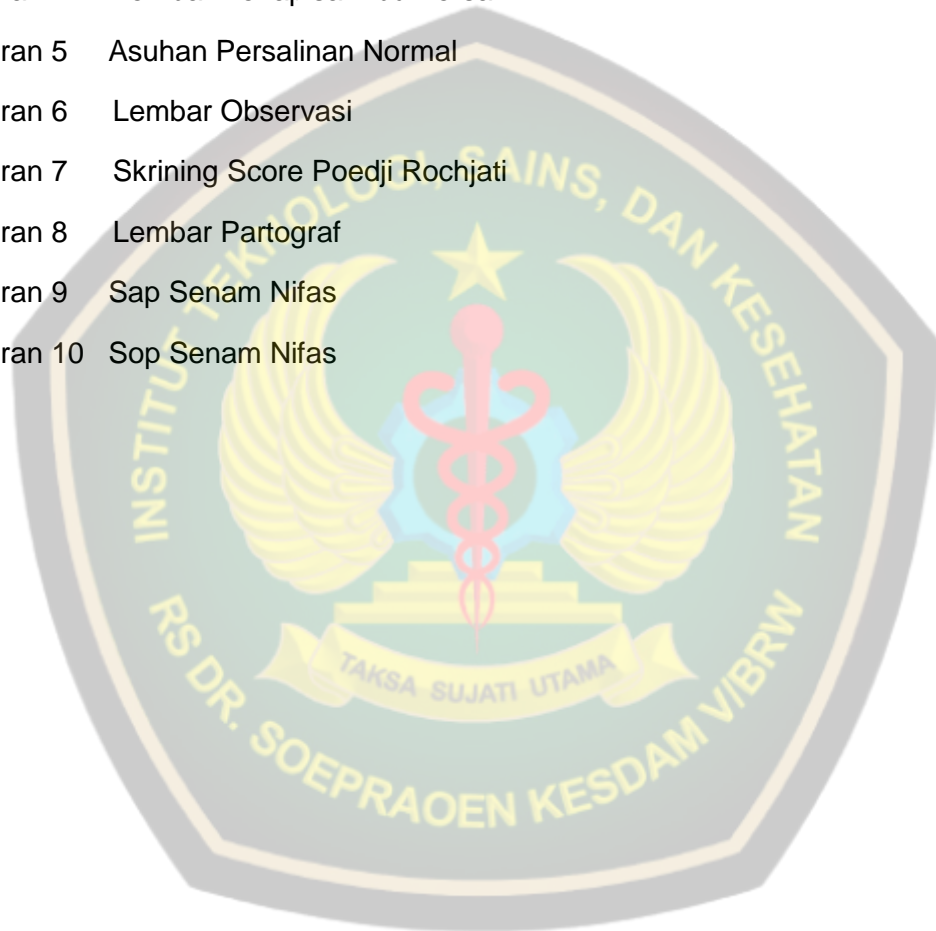 ran 5 Asuhan Persalinan Normal
ran 6 Lembar Observasi
ran 7 Skrining Score Poedji Rochjati
ran 8 Lembar Partograf
ran 9 Sap Senam Nifas
ran 10 Sop Senam Nifas
INSTITUT TEKNOLOGI, SAINS, DAN KESEHATAN
TAKSA SUJATI UTAMA
RS DR. SOEPRAOEN KESDAM V/BRW